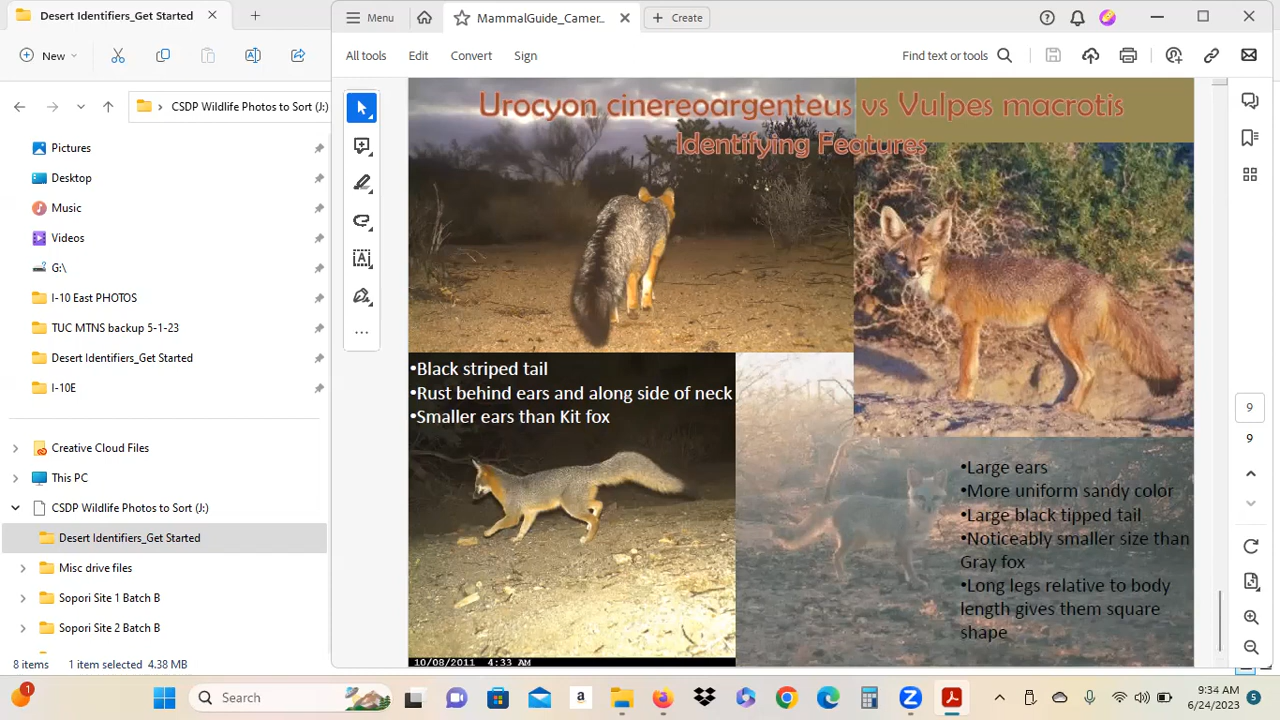 Desert Identifiers_Get Started
Menu
MammalGuide_Camer...
Create
New
All tools
Edit
Convert
Sign
Find text or tools
CSDP Wildlife Photos to Sort (J:)
Pictures
Desktop
Music
Videos
G:\
I-10 East PHOTOS
TUC MTNS backup 5-1-23
Desert Identifiers_Get Started
I-10E
Creative Cloud Files
This PC
CSDP Wildlife Photos to Sort (J:)
Desert Identifiers_Get Started
Misc drive files
Sopori Site 1 Batch B
Sopori Site 2 Batch B
8 items
1 item selected 4.38 MB
Urocyon cinereoargenteus vs Vulpes macrotis
Identifying Features
•Black striped tail
•Rust behind ears and along side of neck
•Smaller ears than Kit fox
10/08/2011 4:33 AM
•Large ears
•More uniform sandy color
•Large black tipped tail
•Noticeably smaller size than
Gray fox
•Long legs relative to body
length gives them square
shape
9
9
1
Search
a
9:34 AM
6/24/2023
5